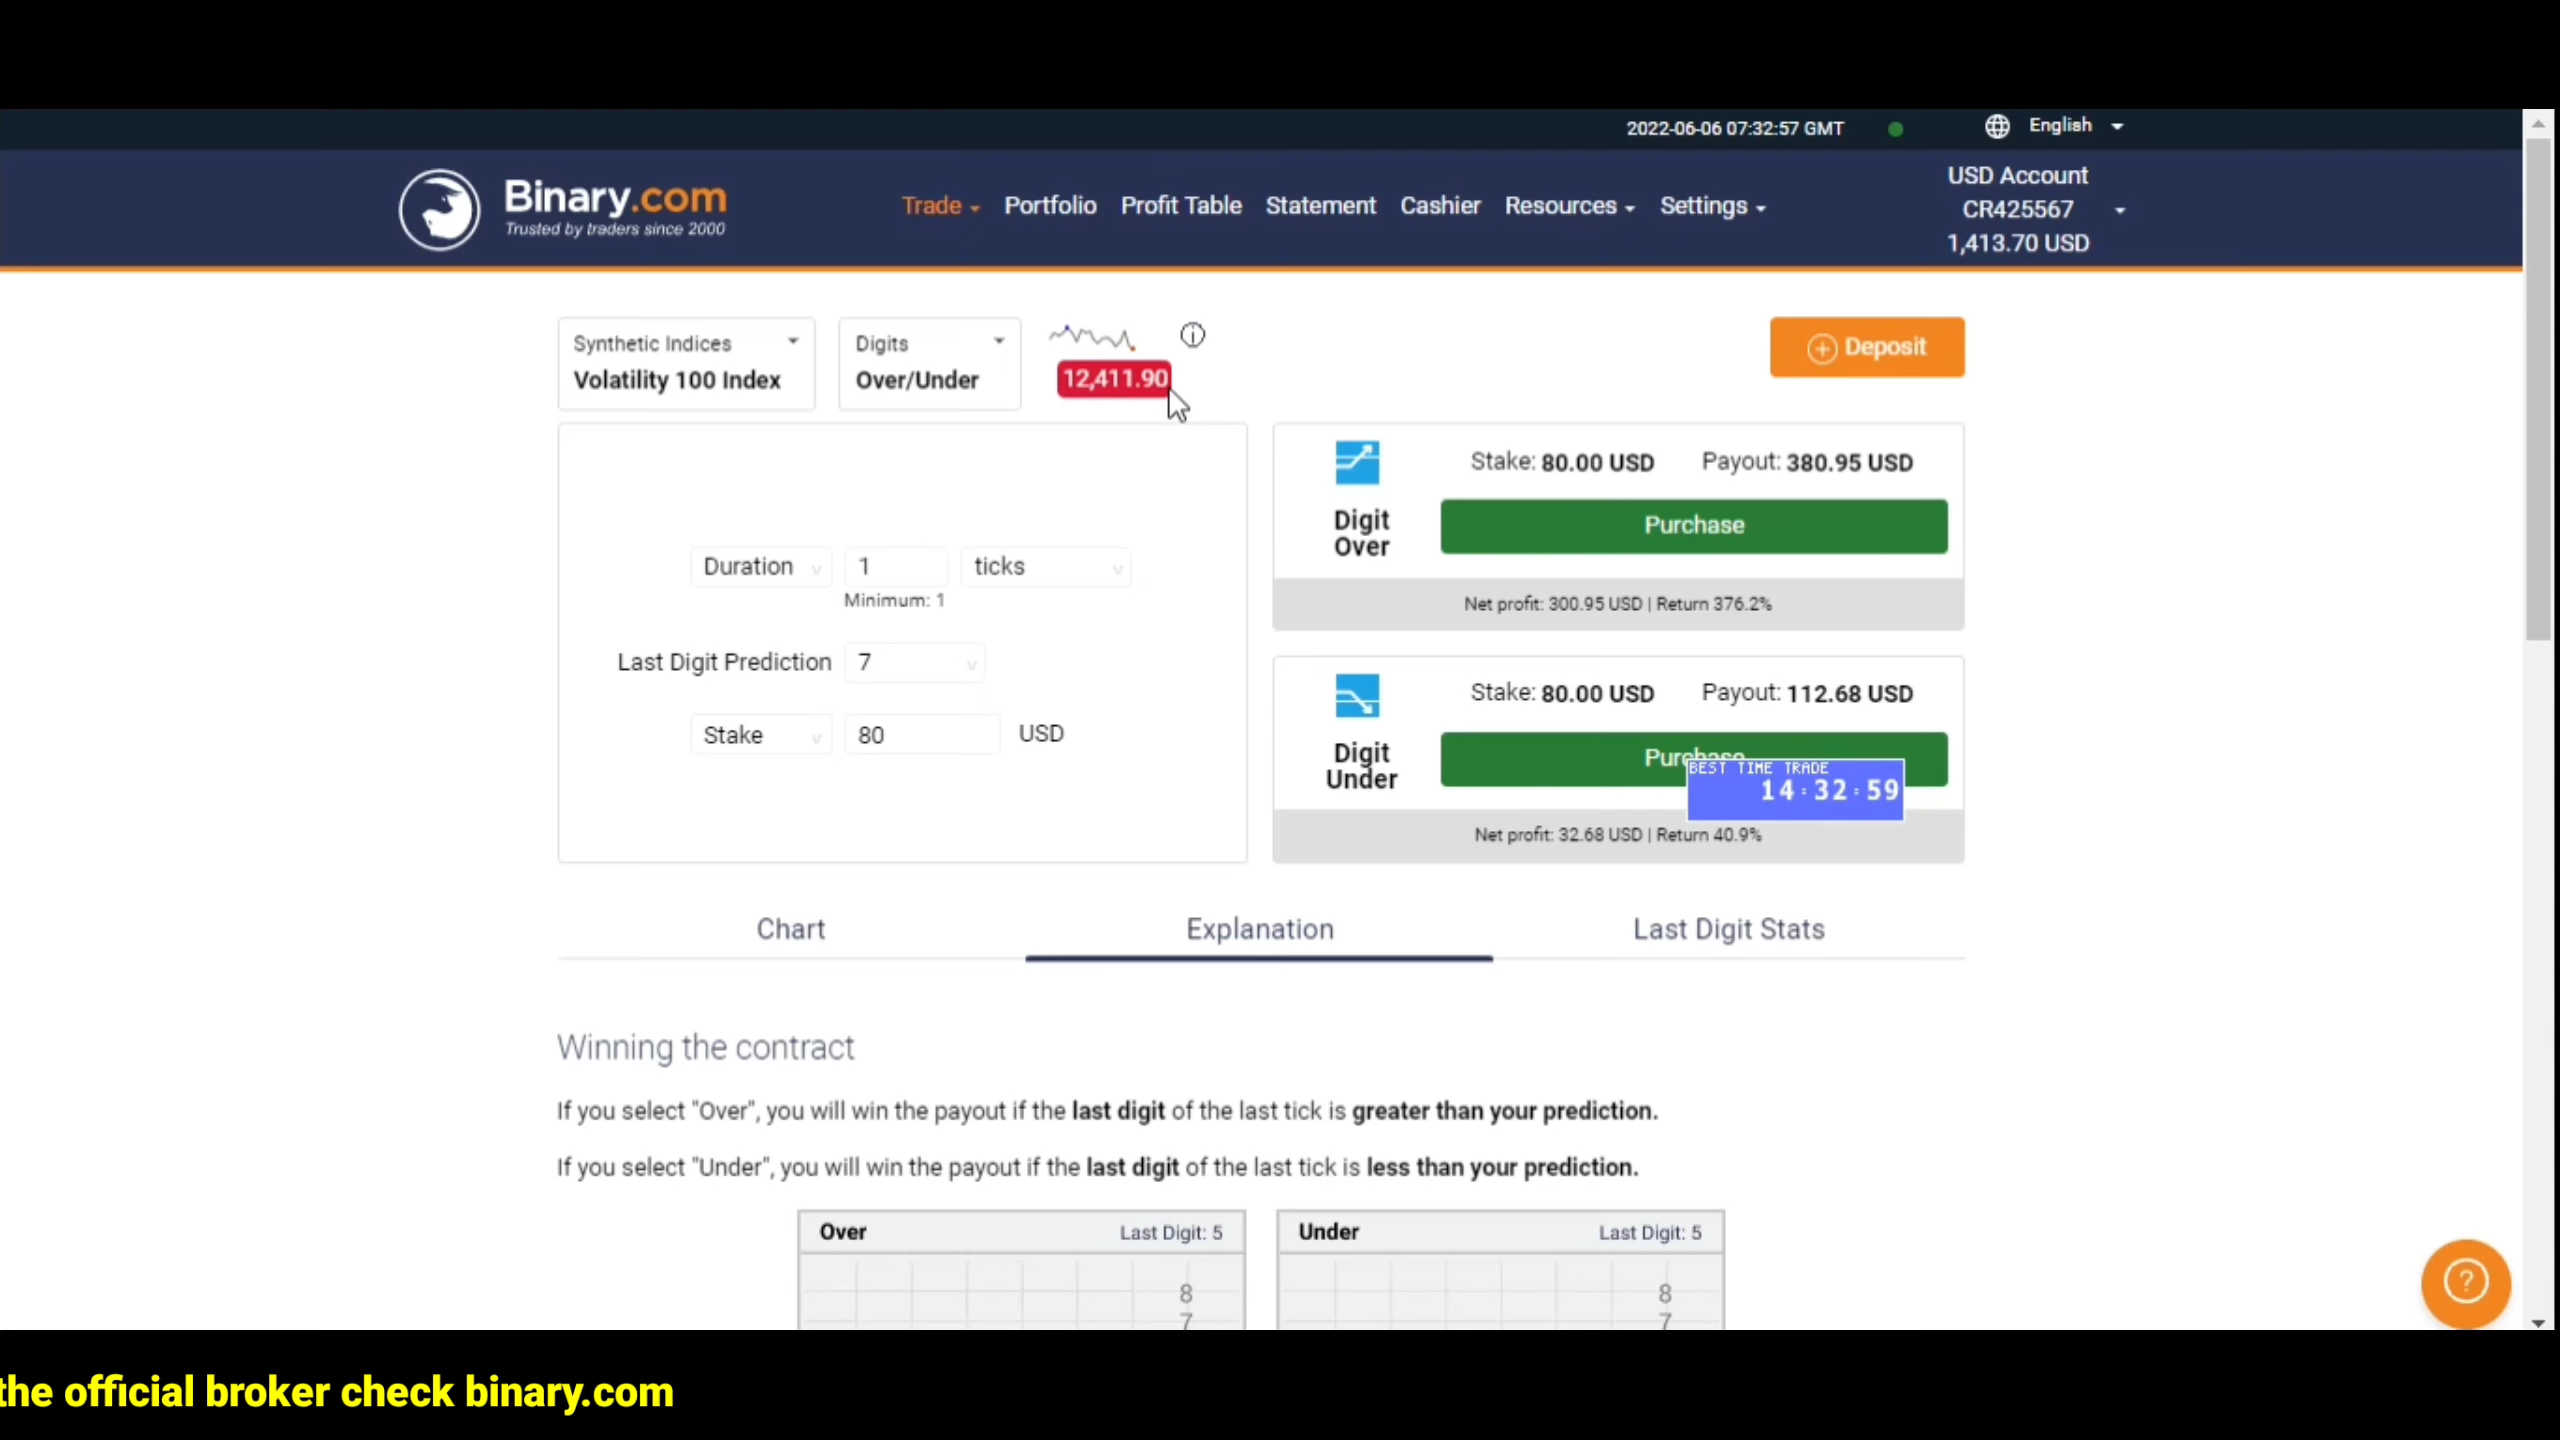 2022-06-06 07:32:57 GMT
English
Binary.com
Trusted by traders since 2000
Trade Portfolio Profit Table Statement Cashier Resources Settings
USD Account
CR425567
1,413.70 USD
Synthetic Indices
Volatility 100 Index
Digits
Over/Under
12,411.90
Deposit
Duration 1 ticks
Minimum: 1
Last Digit Prediction 7
Stake 80 USD
Stake: 80.00 USD Payout: 380.95 USD
Digit
Over
Purchase
Net profit: 300.95 USD | Return 376.2%
Stake: 80.00 USD Payout: 112.68 USD
Digit
Under
Purchase
BEST TIME TRADE
14:32:59
Net profit: 32.68 USD | Return 40.9%
Chart Explanation Last Digit Stats
Winning the contract
If you select "Over", you will win the payout if the last digit of the last tick is greater than your prediction.
If you select "Under", you will win the payout if the last digit of the last tick is less than your prediction.
Over Last Digit: 5
8
7
Under Last Digit: 5
8
7
?
the official broker check binary.com